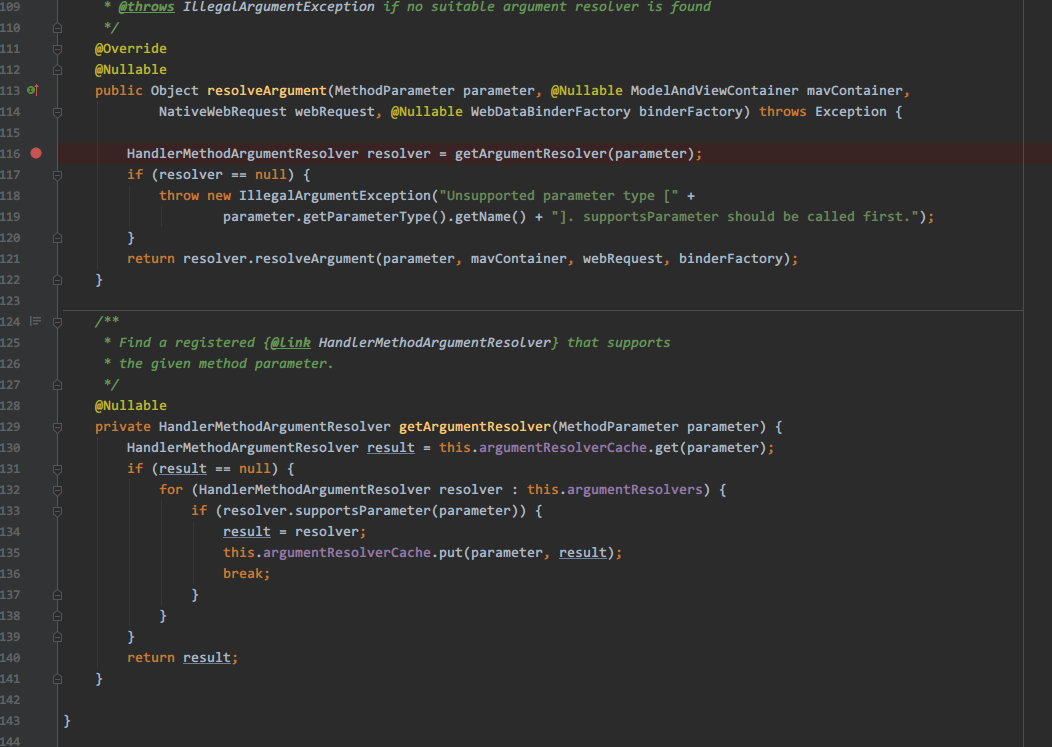 109 * @throws IllegalArgumentException if no suitable argument resolver is found
110 */
111 @Override
112 @Nullable
113 public Object resolveArgument(MethodParameter parameter, @Nullable ModelAndViewContainer mavContainer,
114 NativeWebRequest webRequest, @Nullable WebDataBinderFactory binderFactory) throws Exception {
115
116 HandlerMethodArgumentResolver resolver = getArgumentResolver(parameter);
117 if (resolver == null) {
118 throw new IllegalArgumentException("Unsupported parameter type [" +
119 parameter.getParameterType().getName() + "]. supportsParameter should be called first.");
120 }
121 return resolver.resolveArgument(parameter, mavContainer, webRequest, binderFactory);
122 }
123
124 /**
125 * Find a registered {@link HandlerMethodArgumentResolver} that supports
126 * the given method parameter.
127 */
128 @Nullable
129 private HandlerMethodArgumentResolver getArgumentResolver(MethodParameter parameter) {
130 HandlerMethodArgumentResolver result = this.argumentResolverCache.get(parameter);
131 if (result == null) {
132 for (HandlerMethodArgumentResolver resolver : this.argumentResolvers) {
133 if (resolver.supportsParameter(parameter)) {
134 result = resolver;
135 this.argumentResolverCache.put(parameter, result);
136 break;
137 }
138 }
139 }
140 return result;
141 }
142
143 }
144